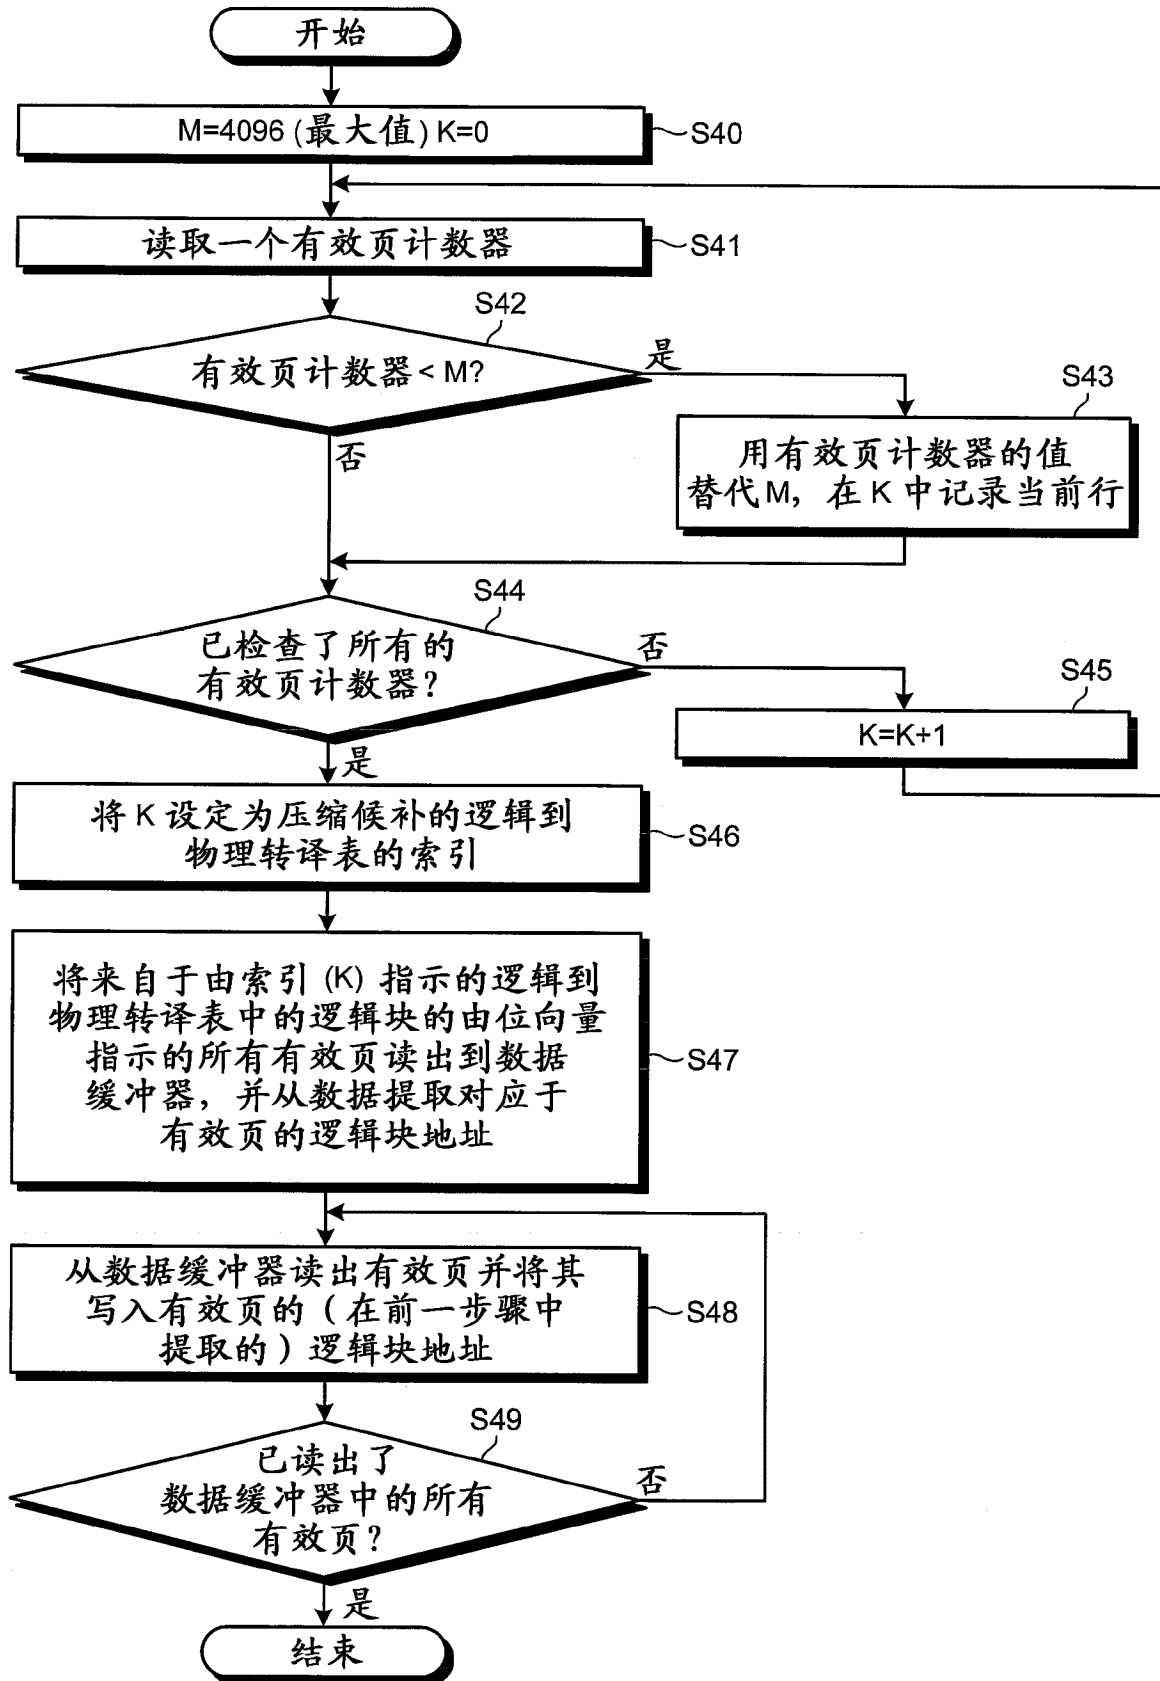 开始
M=4096 (最大值) K=0
S40
读取一个有效页计数器
S41
S42
有效页计数器 < M?
是
否
S43
用有效页计数器的值
替代 M，在 K 中记录当前行
S44
已检查了所有的
有效页计数器？
否
是
S45
K=K+1
将 K 设定为压缩候补的逻辑到
物理转译表的索引
S46
将来自于由索引 (K) 指示的逻辑到
物理转译表中的逻辑块的由位向量
指示的所有有效页读出到数据
缓冲器，并从数据提取对应于
有效页的逻辑块地址
S47
从数据缓冲器读出有效页并将其
写入有效页的（在前一步骤中
提取的）逻辑块地址
S48
S49
已读出了
数据缓冲器中的所有
有效页？
否
是
结束